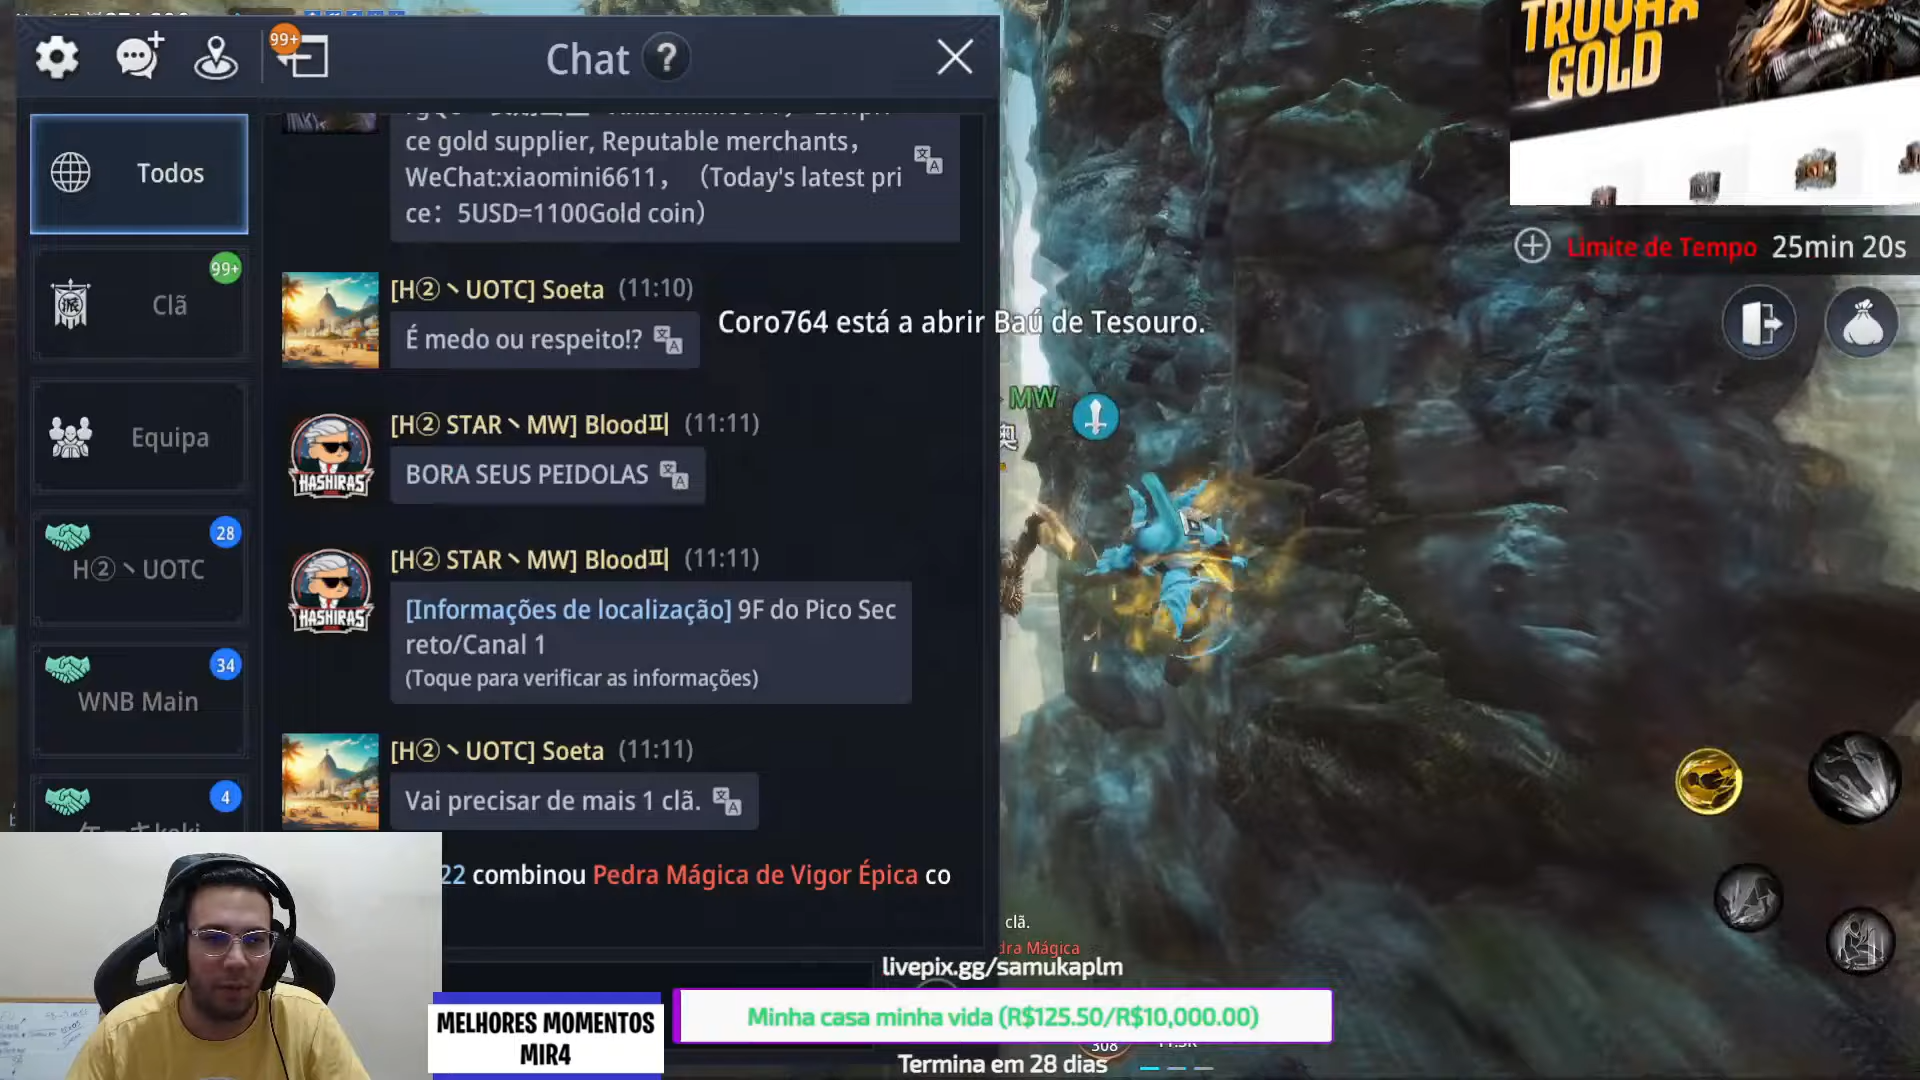 99+
Chat ?
Todos
ce gold supplier, Reputable merchants,
WeChat:xiaomini6611, （Today's latest pri
ce: 5USD=1100Gold coin）
Clã
99+
[H②丶UOTC] Soeta (11:10)
É medo ou respeito!?
Coro764 está a abrir Baú de Tesouro.
Equipa
[H② STAR丶MW] Blood피 (11:11)
BORA SEUS PEIDOLAS
H②丶UOTC
28
[H② STAR丶MW] Blood피 (11:11)
[Informações de localização] 9F do Pico Sec
reto/Canal 1
(Toque para verificar as informações)
WNB Main
34
[H②丶UOTC] Soeta (11:11)
Vai precisar de mais 1 clã.
4
22 combinou Pedra Mágica de Vigor Épica co
TRUVAX
GOLD
Limite de Tempo 25min 20s
MW
HASHIRAS
HASHIRAS
clã.
dra Mágica
livepix.gg/samukaplm
MELHORES MOMENTOS
MIR4
Minha casa minha vida (R$125.50/R$10,000.00)
308
Termina em 28 dias